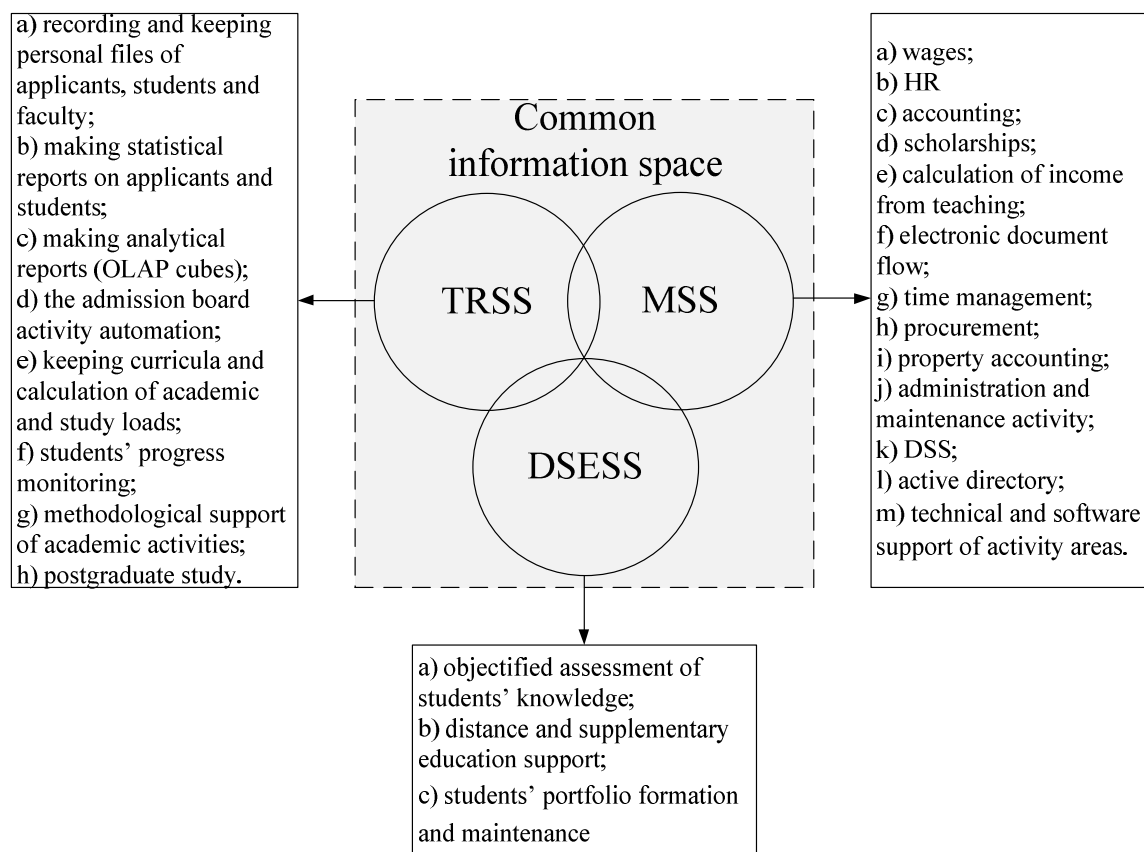 a) recording and keeping
personal files of
applicants, students and
faculty;
b) making statistical
reports on applicants and
students;
c) making analytical
reports (OLAP cubes);
d) the admission board
activity automation;
e) keeping curricula and
calculation of academic
and study loads;
f) students’ progress
monitoring;
g) methodological support
of academic activities;
h) postgraduate study.
Common
information space
TRSS
MSS
DSESS
a) wages;
b) HR
c) accounting;
d) scholarships;
e) calculation of income
from teaching;
f) electronic document
flow;
g) time management;
h) procurement;
i) property accounting;
j) administration and
maintenance activity;
k) DSS;
l) active directory;
m) technical and software
support of activity areas.
a) objectified assessment of
students’ knowledge;
b) distance and supplementary
education support;
c) students’ portfolio formation
and maintenance